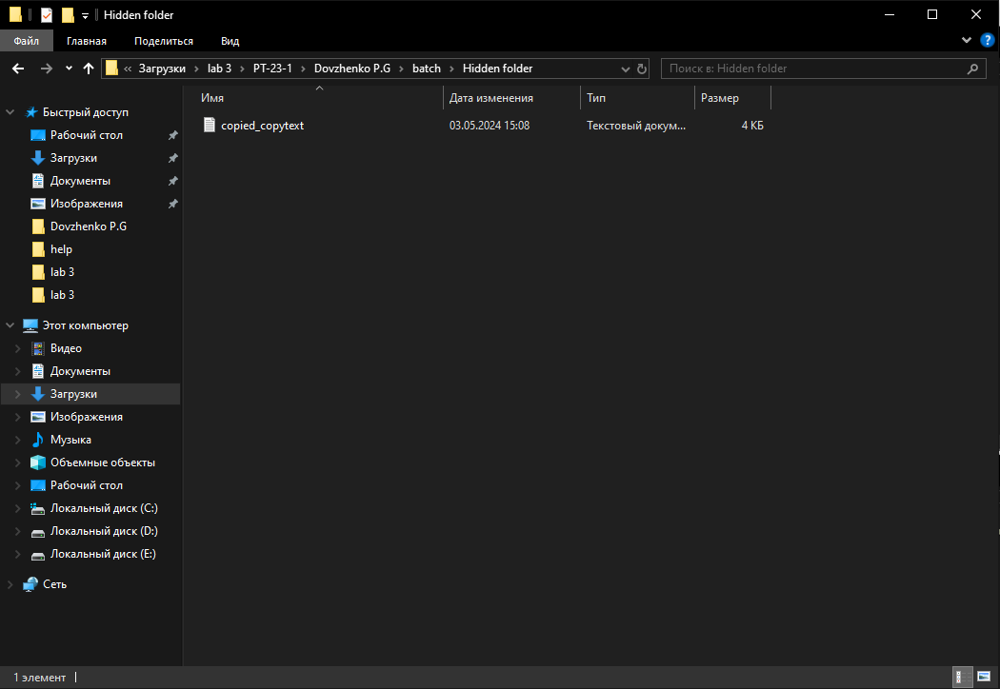 Hidden folder
Файл Главная Поделиться Вид
« Загрузки › lab 3 › PT-23-1 › Dovzhenko P.G › batch › Hidden folder
Поиск в: Hidden folder
Имя Дата изменения Тип Размер
copied_copytext 03.05.2024 15:08 Текстовый докум... 4 КБ
Быстрый доступ
Рабочий стол
Загрузки
Документы
Изображения
Dovzhenko P.G
help
lab 3
lab 3
Этот компьютер
Видео
Документы
Загрузки
Изображения
Музыка
Объемные объекты
Рабочий стол
Локальный диск (C:)
Локальный диск (D:)
Локальный диск (E:)
Сеть
1 элемент